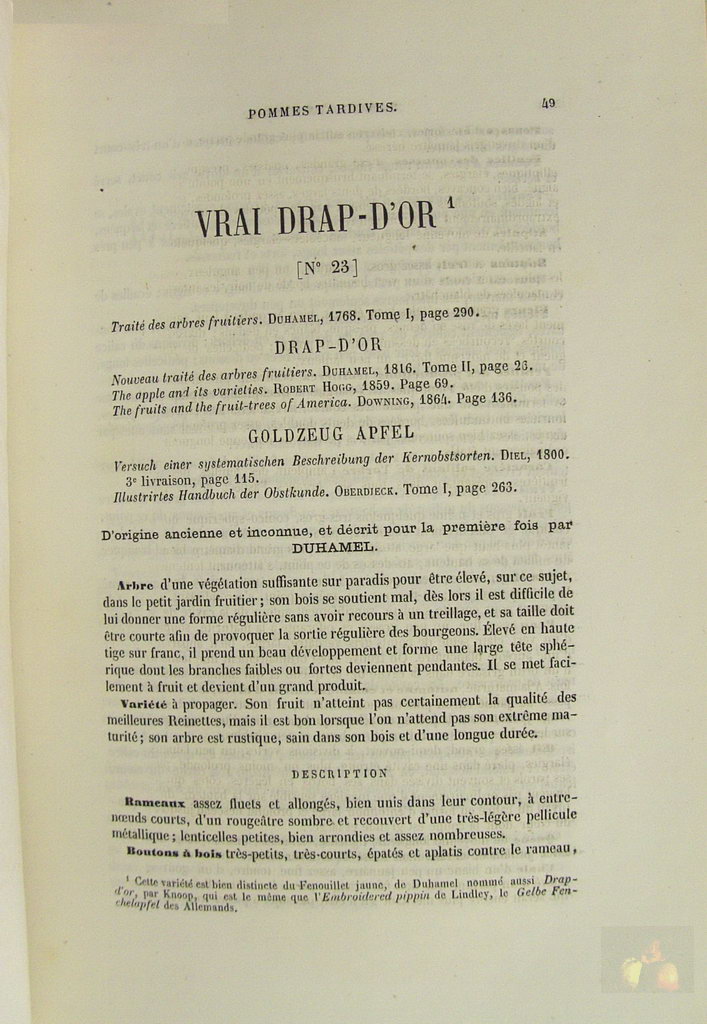 POMMES TARDIVES. 49
VRAI DRAP-D'OR ¹
[N° 23]
Traité des arbres fruitiers. DUHAMEL, 1768. Tome I, page 290.
DRAP-D'OR
Nouveau traité des arbres fruitiers. DUHAMEL, 1816. Tome II, page 26.
The apple and its varieties. ROBERT HOGG, 1859. Page 69.
The fruits and the fruit-trees of America. DOWNING, 1864. Page 136.
GOLDZEUG APFEL
Versuch einer systematischen Beschreibung der Kernobstsorten. DIEL, 1800.
3e livraison, page 115.
Illustrirtes Handbuch der Obstkunde. OBERDIECK. Tome I, page 263.
D'origine ancienne et inconnue, et décrit pour la première fois par
DUHAMEL.
Arbre d'une végétation suffisante sur paradis pour être élevé, sur ce sujet,
dans le petit jardin fruitier ; son bois se soutient mal, dès lors il est difficile de
lui donner une forme régulière sans avoir recours à un treillage, et sa taille doit
être courte afin de provoquer la sortie régulière des bourgeons. Élevé en haute
tige sur franc, il prend un beau développement et forme une large tête sphé-
rique dont les branches faibles ou fortes deviennent pendantes. Il se met faci-
lement à fruit et devient d'un grand produit.
Variété à propager. Son fruit n'atteint pas certainement la qualité des
meilleures Reinettes, mais il est bon lorsque l'on n'attend pas son extrême ma-
turité ; son arbre est rustique, sain dans son bois et d'une longue durée.
DESCRIPTION
Rameaux assez fluets et allongés, bien unis dans leur contour, à entre-
nœuds courts, d'un rougeâtre sombre et recouvert d'une très-légère pellicule
métallique ; lenticelles petites, bien arrondies et assez nombreuses.
Boutons à bois très-petits, très-courts, épatés et aplatis contre le rameau,
¹ Cette variété est bien distincte du Fenouillet jaune, de Duhamel nommé aussi Drap-
d'or, par Knoop, qui est le même que l'Embroidered pippin de Lindley, le Gelbe Fen-
chelapfel des Allemands.